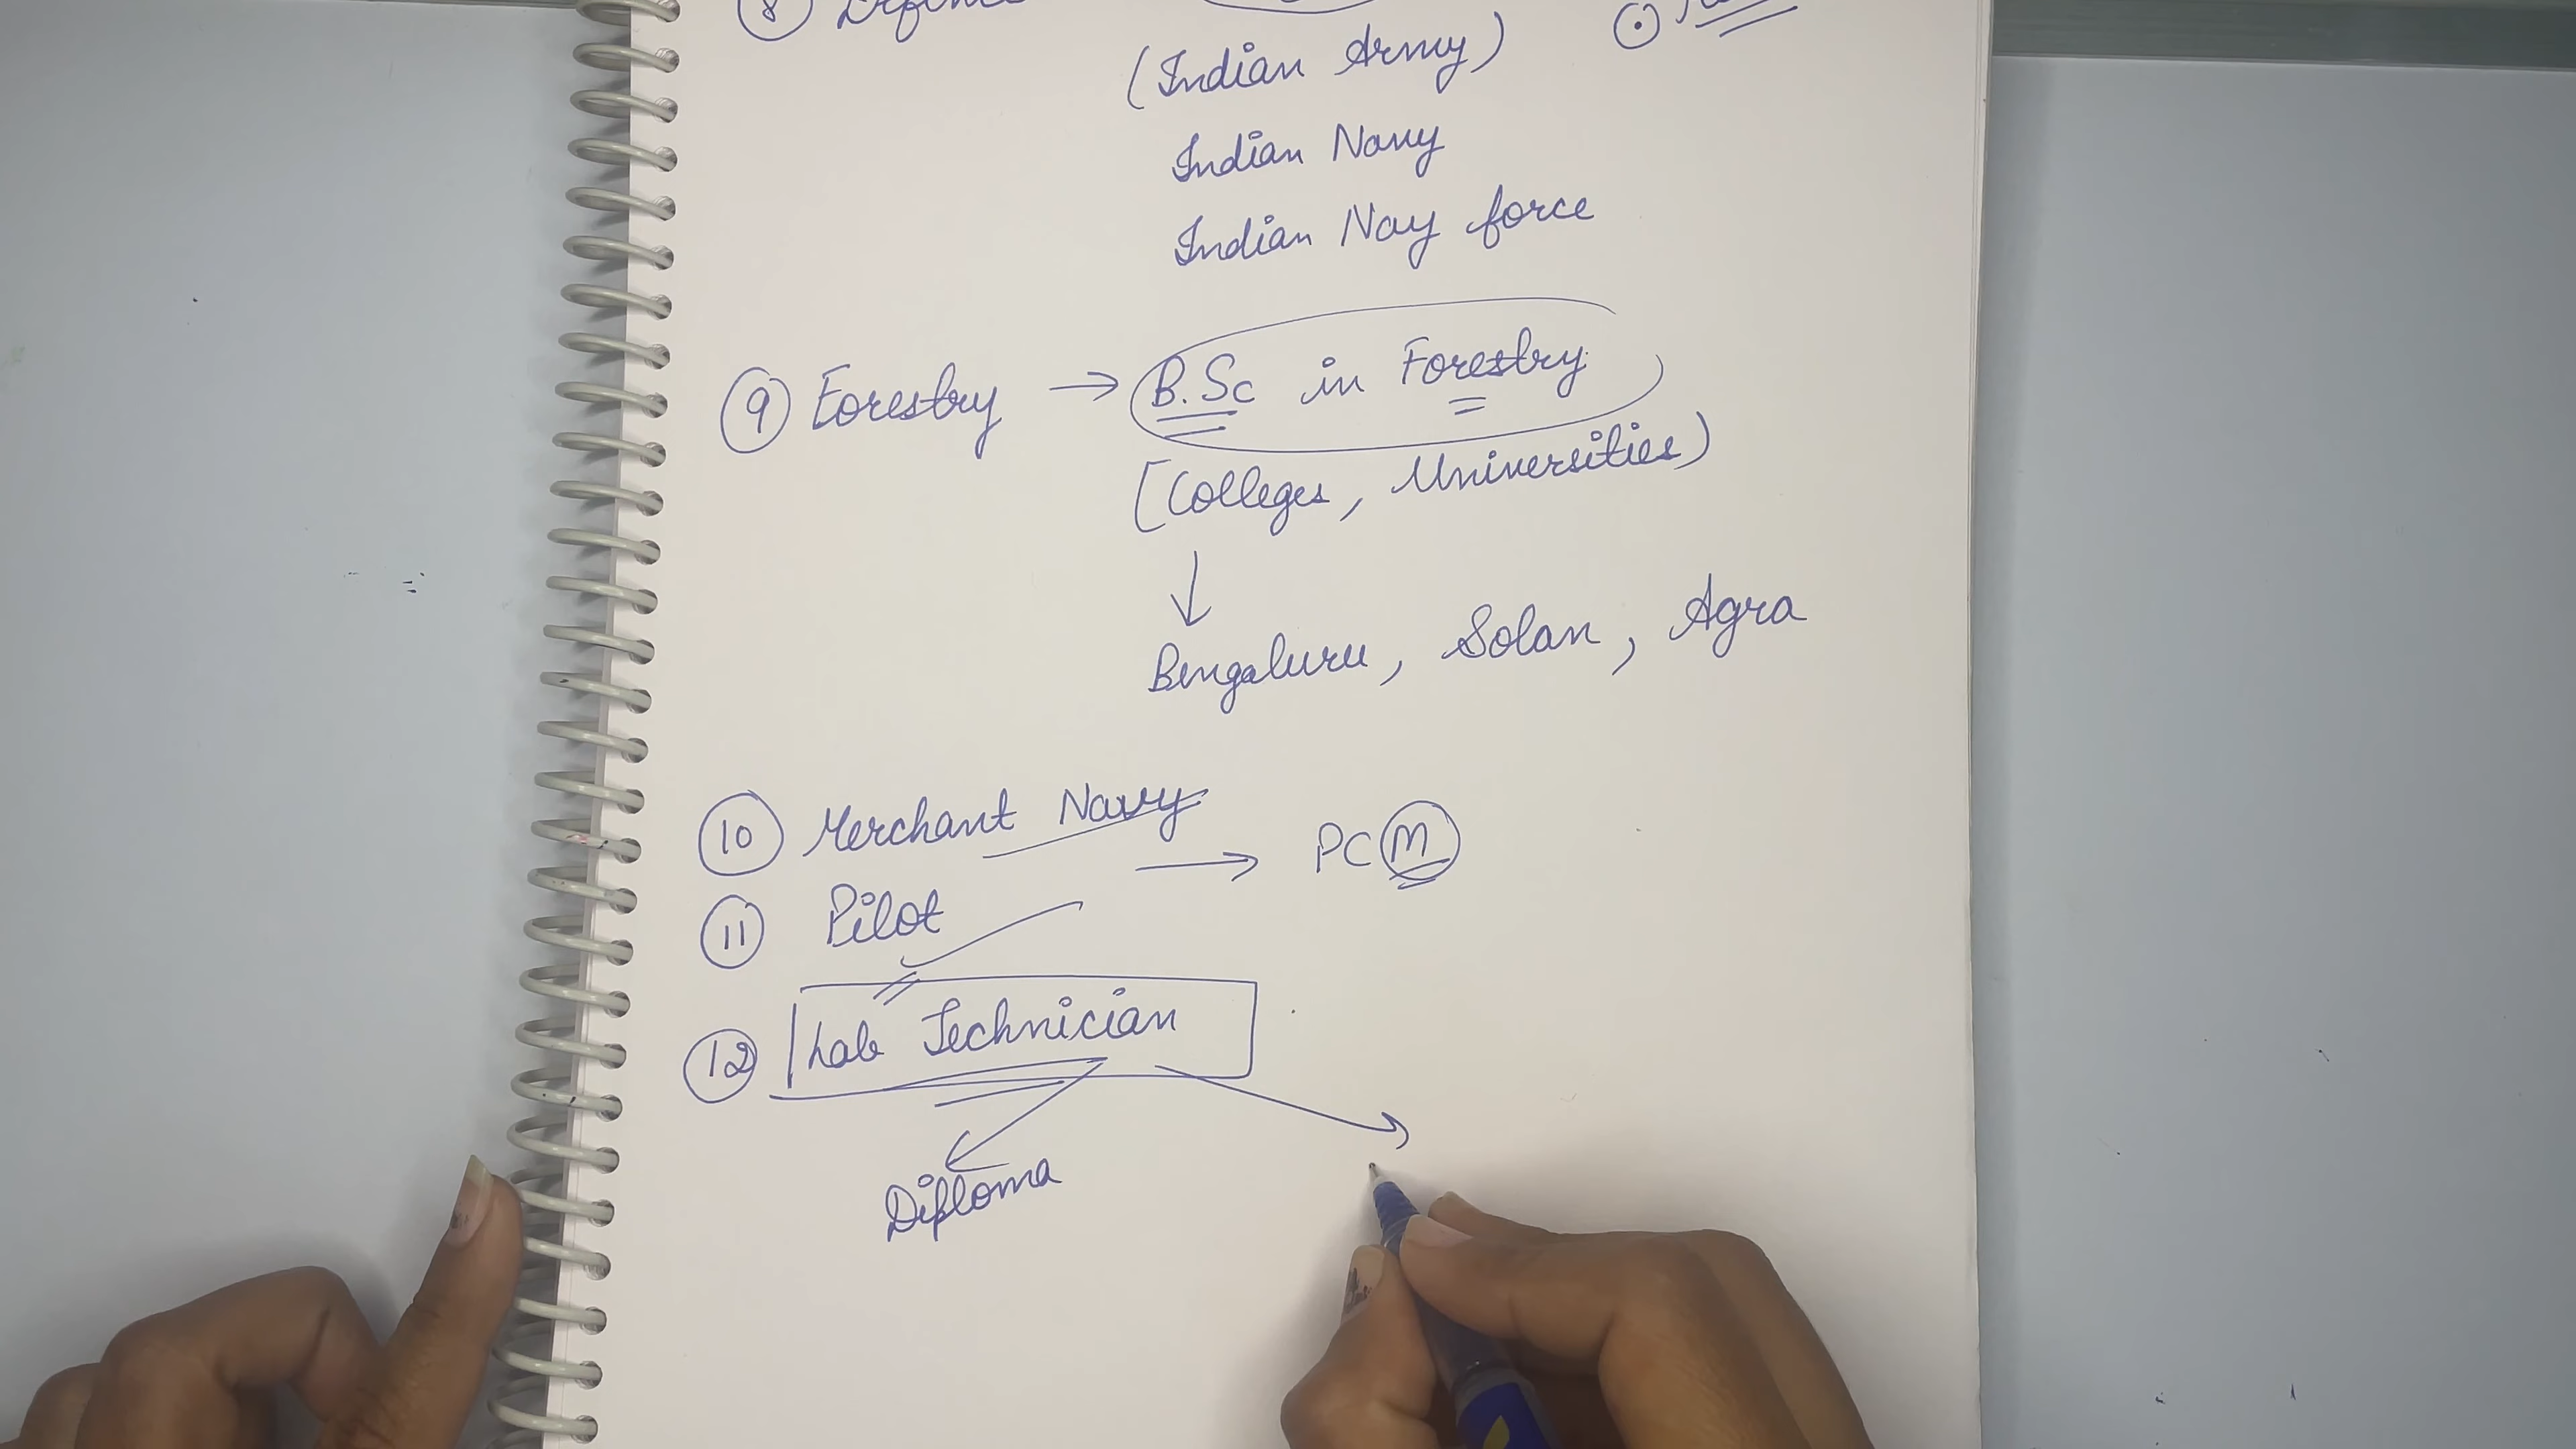 8
(Indian Army)
Indian Navy
Indian Nay force
9 Forestry → B.Sc in Forestry
[Colleges, Universities)
↓
Bengaluru, Solan, Agra
10 Merchant Navy
→ PCM
11 Pilot
12 Lab Technician
Diploma